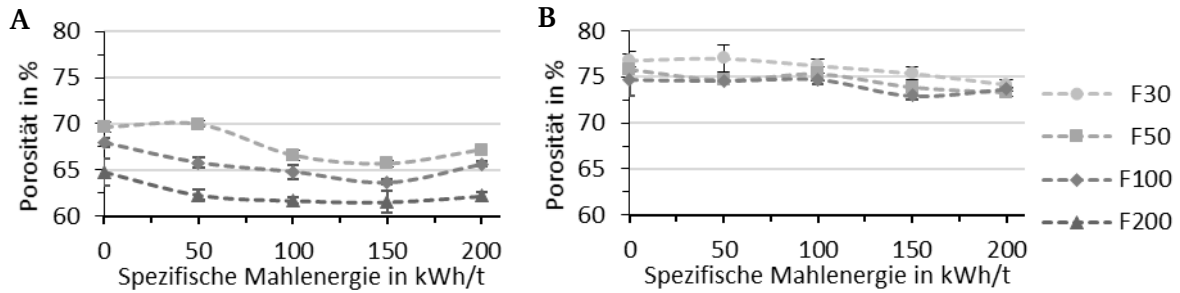 A
Porosität in %
80
75
70
65
60
0 50 100 150 200
Spezifische Mahlenergie in kWh/t
B
Porosität in %
80
75
70
65
60
0 50 100 150 200
Spezifische Mahlenergie in kWh/t
F30
F50
F100
F200